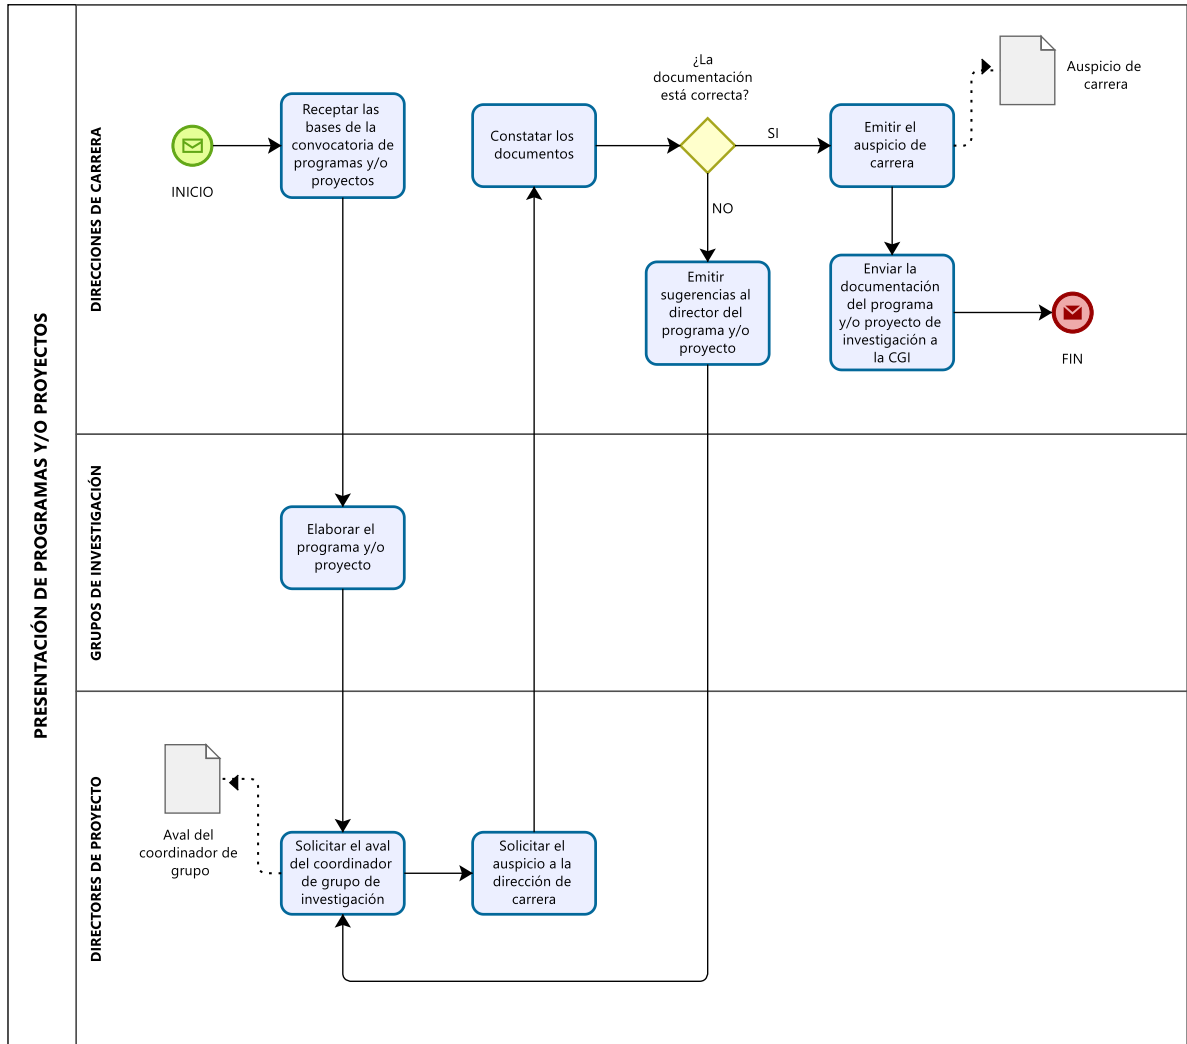 PRESENTACIÓN DE PROGRAMAS Y/O PROYECTOS
DIRECCIONES DE CARRERA
INICIO
Receptar las
bases de la
convocatoria de
programas y/o
proyectos
Constatar los
documentos
¿La
documentación
está correcta?
SI
NO
Emitir el
auspicio de
carrera
Auspicio de
carrera
Emitir
sugerencias al
director del
programa y/o
proyecto
Enviar la
documentación
del programa
y/o proyecto de
investigación a
la CGI
FIN
GRUPOS DE INVESTIGACIÓN
Elaborar el
programa y/o
proyecto
DIRECTORES DE PROYECTO
Aval del
coordinador de
grupo
Solicitar el aval
del coordinador
de grupo de
investigación
Solicitar el
auspicio a la
dirección de
carrera